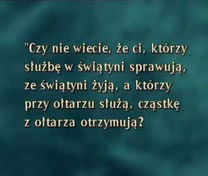 "Czy nie wiecie, że ci, którzy
służbę w świątyni sprawują,
ze świątyni żyją, a którzy
przy ołtarzu służą, cząstkę
z ołtarza otrzymują?